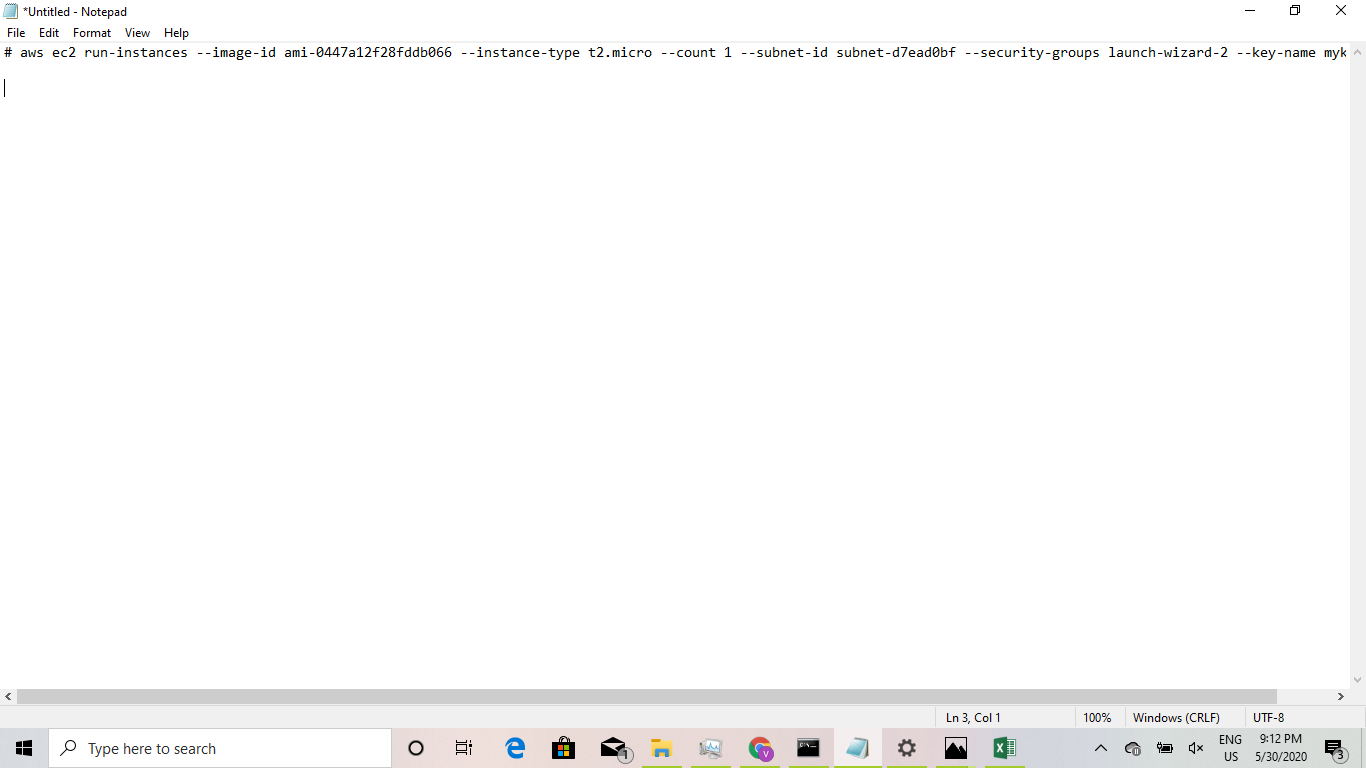 *Untitled - Notepad
File Edit Format View Help
# aws ec2 run-instances --image-id ami-0447a12f28fddb066 --instance-type t2.micro --count 1 --subnet-id subnet-d7ead0bf --security-groups launch-wizard-2 --key-name myk
Ln 3, Col 1 100% Windows (CRLF) UTF-8
Type here to search
1
v
ENG
US
9:12 PM
5/30/2020
3